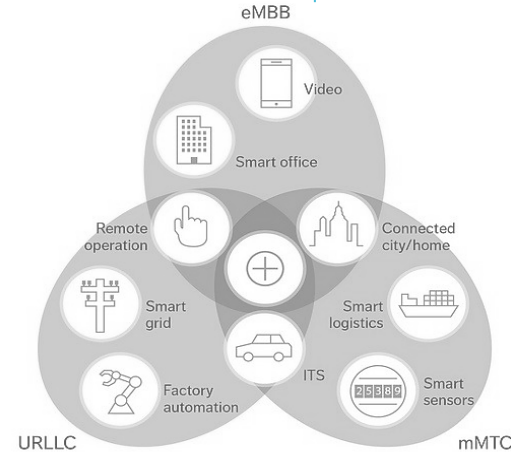 eMBB
Video
Smart office
Remote
operation
Connected
city/home
Smart
grid
Smart
logistics
ITS
Factory
automation
25389
Smart
sensors
URLLC
mMTC